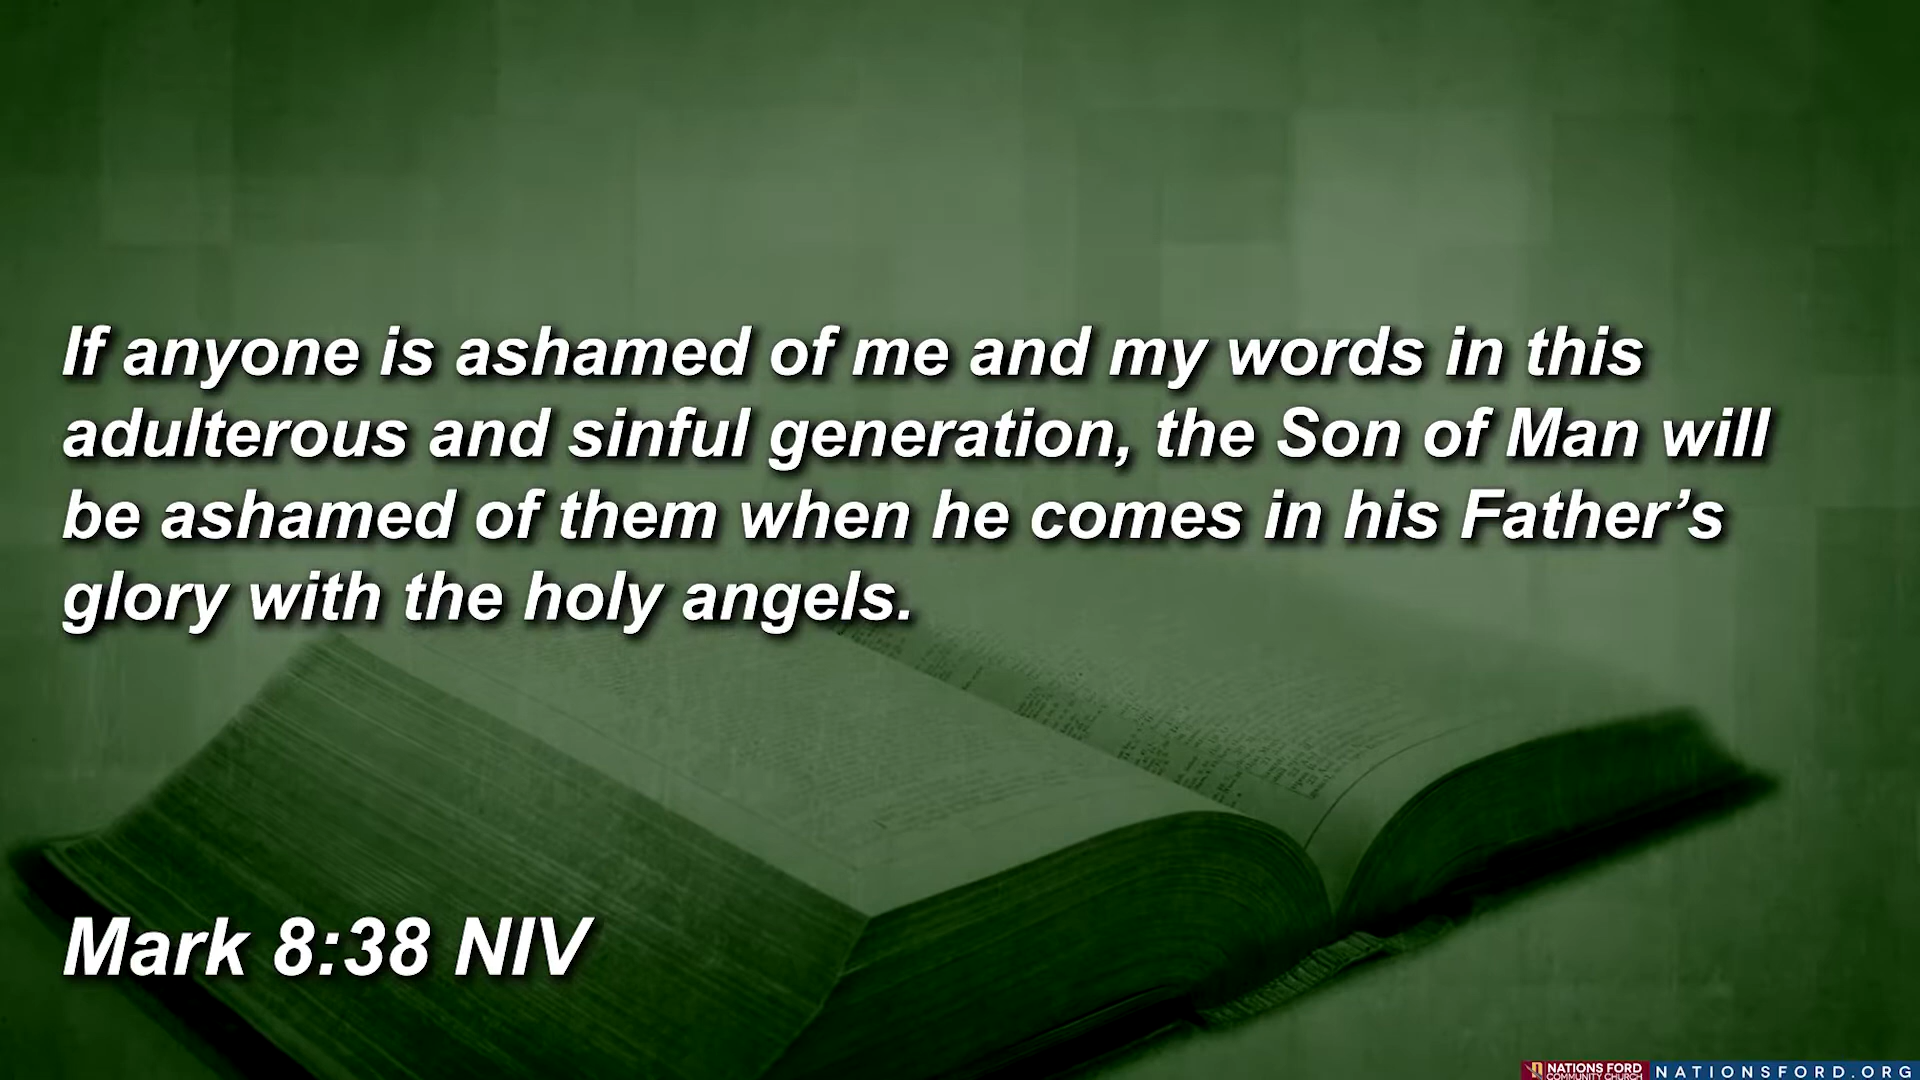 If anyone is ashamed of me and my words in this
adulterous and sinful generation, the Son of Man will
be ashamed of them when he comes in his Father’s
glory with the holy angels.
Mark 8:38 NIV
NATIONS FORD
COMMUNITY CHURCH
NATIONSFORD.ORG